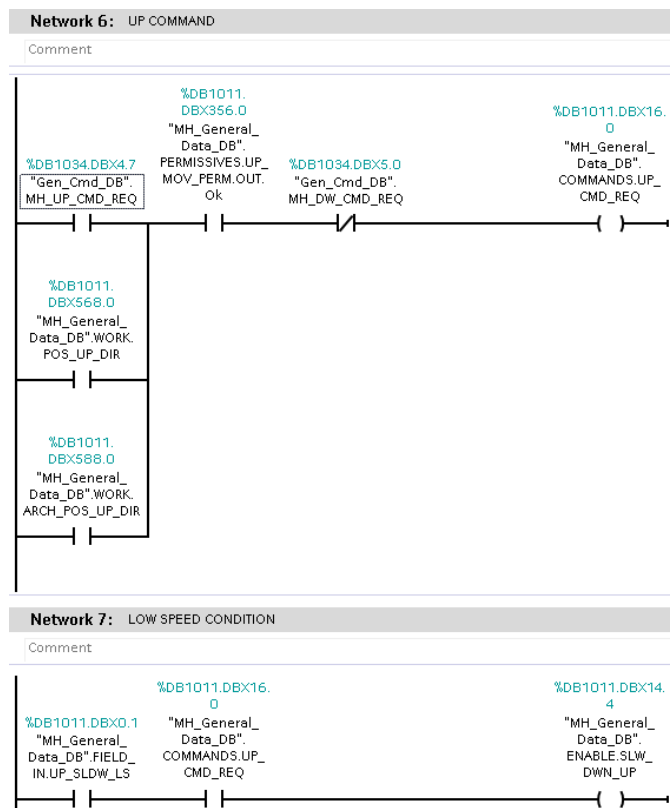 Network 6: UP COMMAND
Comment
%DB1034.DBX4.7
"Gen_Cmd_DB".
MH_UP_CMD_REQ
%DB1011.
DBX356.0
"MH_General_
Data_DB".
PERMISSIVES.UP_
MOV_PERM.OUT.
Ok
%DB1034.DBX5.0
"Gen_Cmd_DB".
MH_DW_CMD_REQ
%DB1011.DBX16.
0
"MH_General_
Data_DB".
COMMANDS.UP_
CMD_REQ
%DB1011.
DBX568.0
"MH_General_
Data_DB".WORK.
POS_UP_DIR
%DB1011.
DBX588.0
"MH_General_
Data_DB".WORK.
ARCH_POS_UP_DIR
Network 7: LOW SPEED CONDITION
Comment
%DB1011.DBX0.1
"MH_General_
Data_DB".FIELD_
IN.UP_SLDW_LS
%DB1011.DBX16.
0
"MH_General_
Data_DB".
COMMANDS.UP_
CMD_REQ
%DB1011.DBX14.
4
"MH_General_
Data_DB".
ENABLE.SLW_
DWN_UP